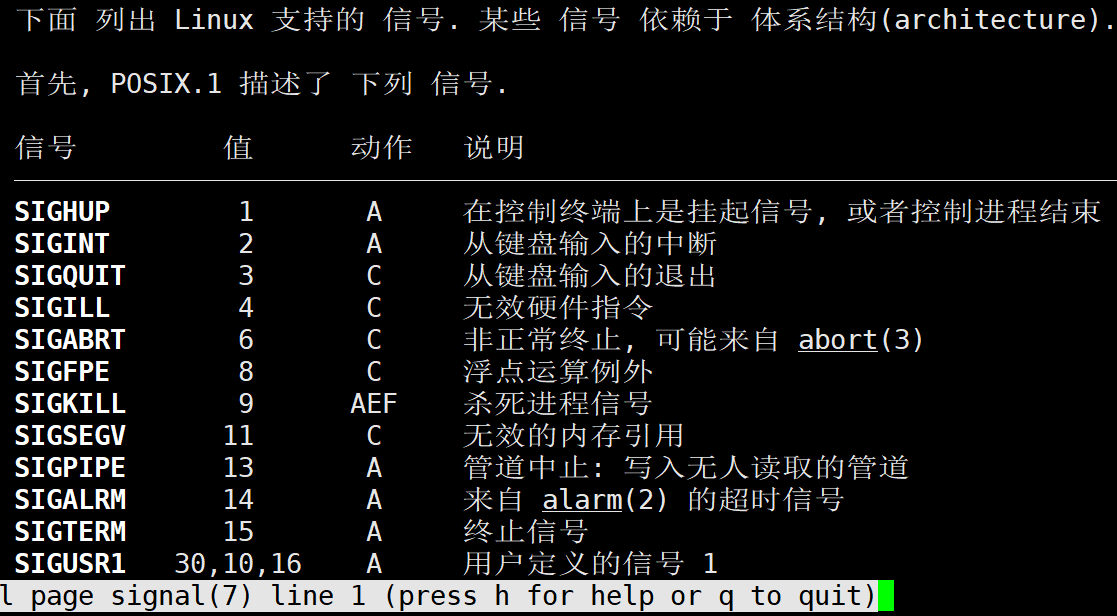 下面 列出 Linux 支持的 信号. 某些 信号 依赖于 体系结构(architecture).
首先, POSIX.1 描述了 下列 信号.
信号 值 动作 说明
SIGHUP 1 A 在控制终端上是挂起信号, 或者控制进程结束
SIGINT 2 A 从键盘输入的中断
SIGQUIT 3 C 从键盘输入的退出
SIGILL 4 C 无效硬件指令
SIGABRT 6 C 非正常终止, 可能来自 abort(3)
SIGFPE 8 C 浮点运算例外
SIGKILL 9 AEF 杀死进程信号
SIGSEGV 11 C 无效的内存引用
SIGPIPE 13 A 管道中止: 写入无人读取的管道
SIGALRM 14 A 来自 alarm(2) 的超时信号
SIGTERM 15 A 终止信号
SIGUSR1 30,10,16 A 用户定义的信号 1
l page signal(7) line 1 (press h for help or q to quit)